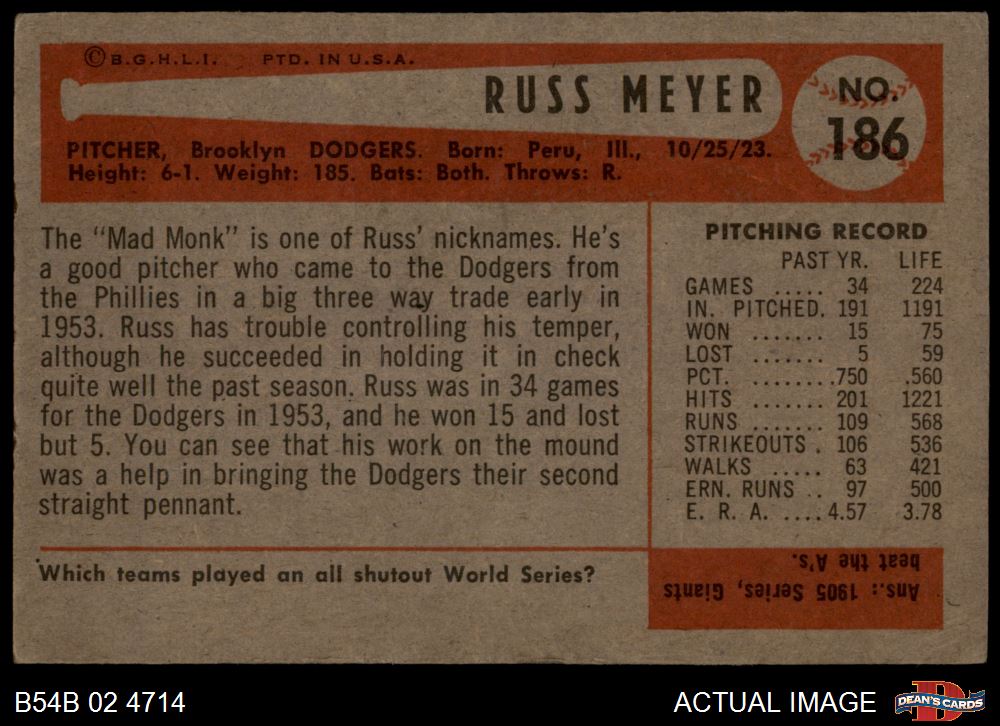 ©B.G.H.L.I. PTD. IN U.S.A.
RUSS MEYER
NO.
186
PITCHER, Brooklyn DODGERS. Born: Peru, Ill., 10/25/23.
Height: 6-1. Weight: 185. Bats: Both. Throws: R.
The "Mad Monk" is one of Russ' nicknames. He's
a good pitcher who came to the Dodgers from
the Phillies in a big three way trade early in
1953. Russ has trouble controlling his temper,
although he succeeded in holding it in check
quite well the past season. Russ was in 34 games
for the Dodgers in 1953, and he won 15 and lost
but 5. You can see that his work on the mound
was a help in bringing the Dodgers their second
straight pennant.
PITCHING RECORD
PAST YR. LIFE
GAMES ..... 34 224
IN. PITCHED. 191 1191
WON ....... 15 75
LOST ....... 5 59
PCT. ........ .750 .560
HITS ....... 201 1221
RUNS ....... 109 568
STRIKEOUTS . 106 536
WALKS ..... 63 421
ERN. RUNS .. 97 500
E. R. A. .... 4.57 3.78
Which teams played an all shutout World Series?
Ans.: 1905 Series, Giants
beat the A's.
B54B 02 4714
ACTUAL IMAGE
D
DEAN'S CARDS